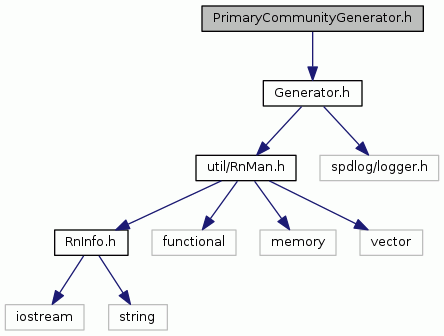 PrimaryCommunityGenerator.h
Generator.h
util/RnMan.h
spdlog/logger.h
RnInfo.h
functional
memory
vector
iostream
string